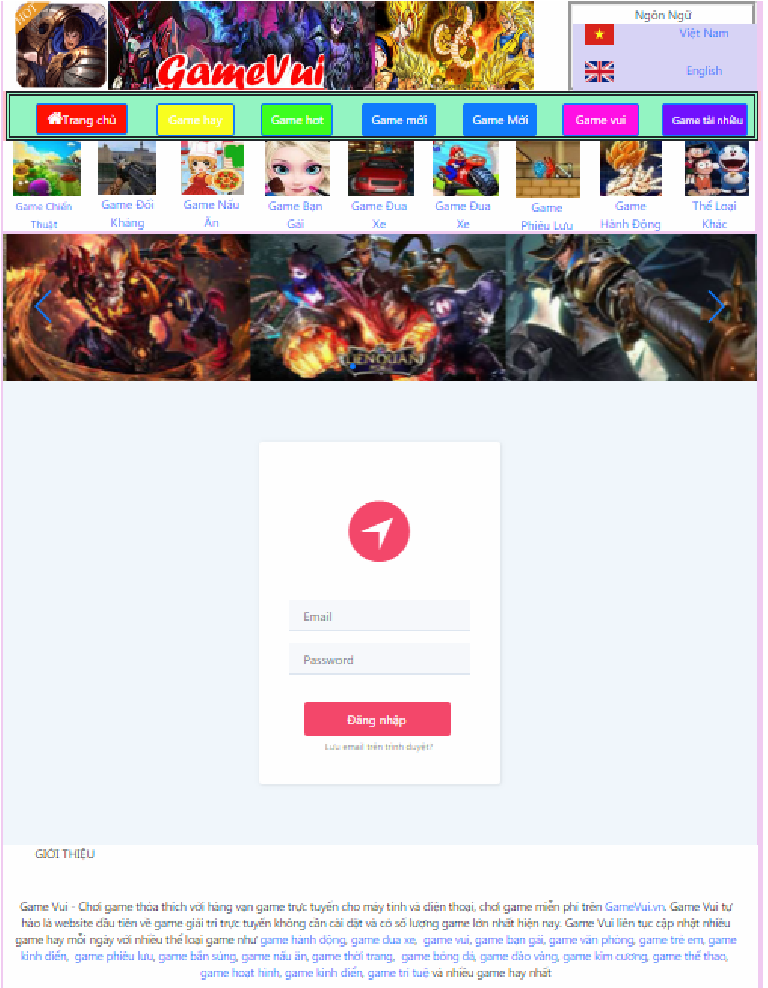 HOT
GameVui
Ngôn Ngữ
Việt Nam
English
Trang chủ
Game hay
Game hot
Game mới
Game Mới
Game vui
Game tải nhiều
Game Chiến
Thuật
Game Đối
Kháng
Game Nấu
Ăn
Game Bạn
Gái
Game Đua
Xe
Game Đua
Xe
Game
Phiêu Lưu
Game
Hành Động
Thể Loại
Khác
LIENQUAN
Email
Password
Đăng nhập
Lưu email trên trình duyệt?
GIỚI THIỆU
Game Vui - Chơi game thỏa thích với hàng vạn game trực tuyến cho máy tính và điện thoại, chơi game miễn phí trên GameVui.vn. Game Vui tự
hào là website đầu tiên về game giải trí trực tuyến không cần cài đặt và có số lượng game lớn nhất hiện nay. Game Vui liên tục cập nhật nhiều
game hay mỗi ngày với nhiều thể loại game như game hành động, game đua xe, game vui, game bạn gái, game văn phòng, game trẻ em, game
kinh điển, game phiêu lưu, game bắn súng, game nấu ăn, game thời trang, game bóng đá, game đào vàng, game kim cương, game thể thao,
game hoạt hình, game kinh điển, game trí tuệ và nhiều game hay nhất